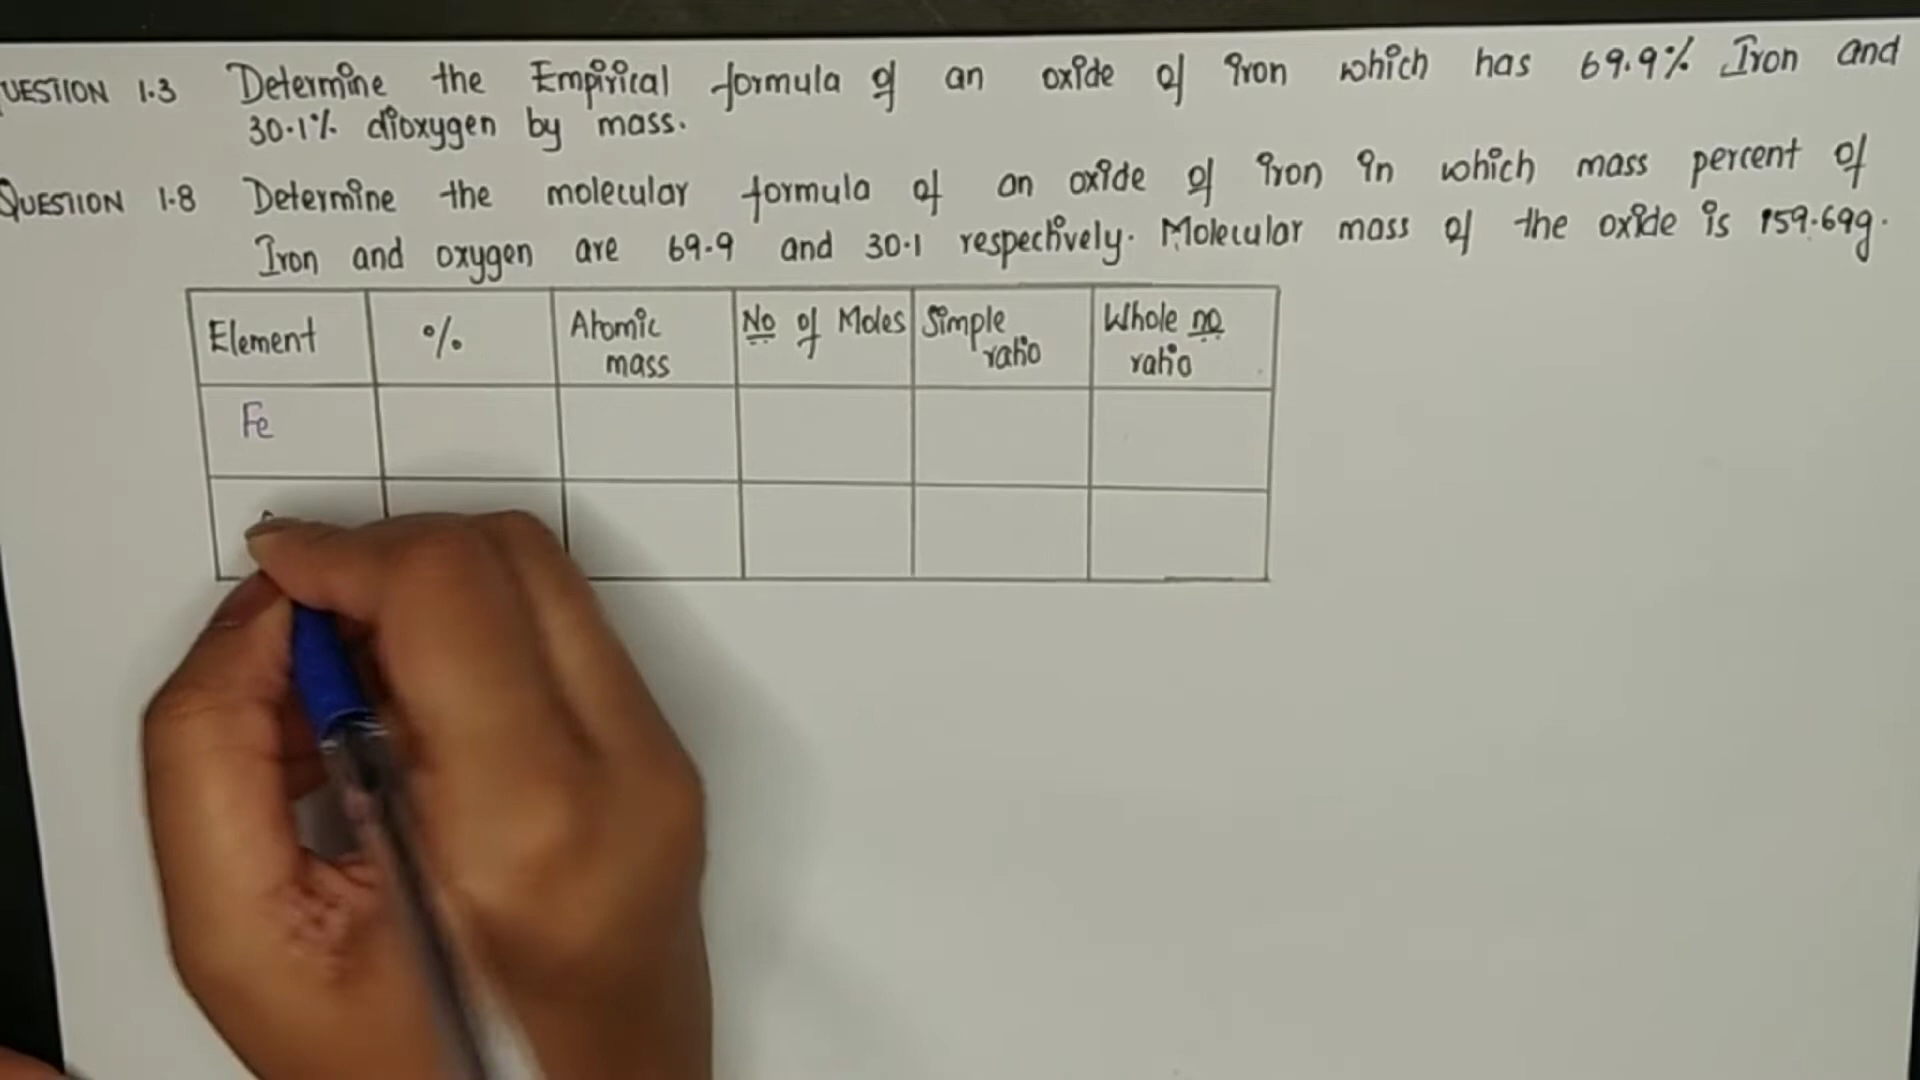 UESTION 1.3 Determine the Empirical formula of an oxide of iron which has 69.9% Iron and
30.1% dioxygen by mass.
QUESTION 1.8 Determine the molecular formula of an oxide of iron in which mass percent of
Iron and oxygen are 69.9 and 30.1 respectively. Molecular mass of the oxide is 159.69g.
Element % Atomic mass No of Moles Simple ratio Whole no ratio
Fe